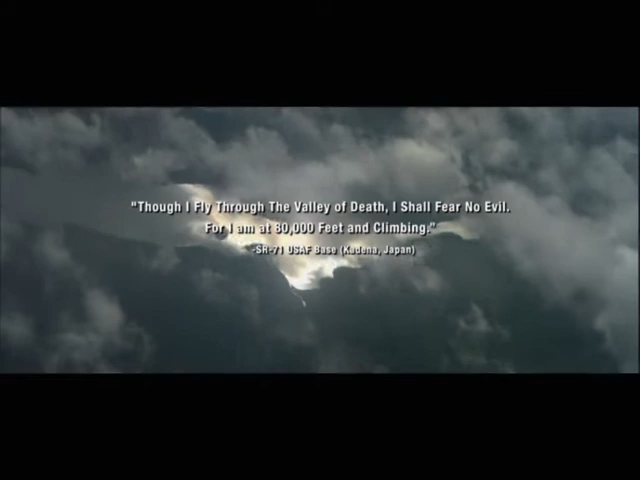 "Though I Fly Through The Valley of Death, I Shall Fear No Evil.
For I am at 80,000 Feet and Climbing."
-SR-71 USAF Base (Kadena, Japan)